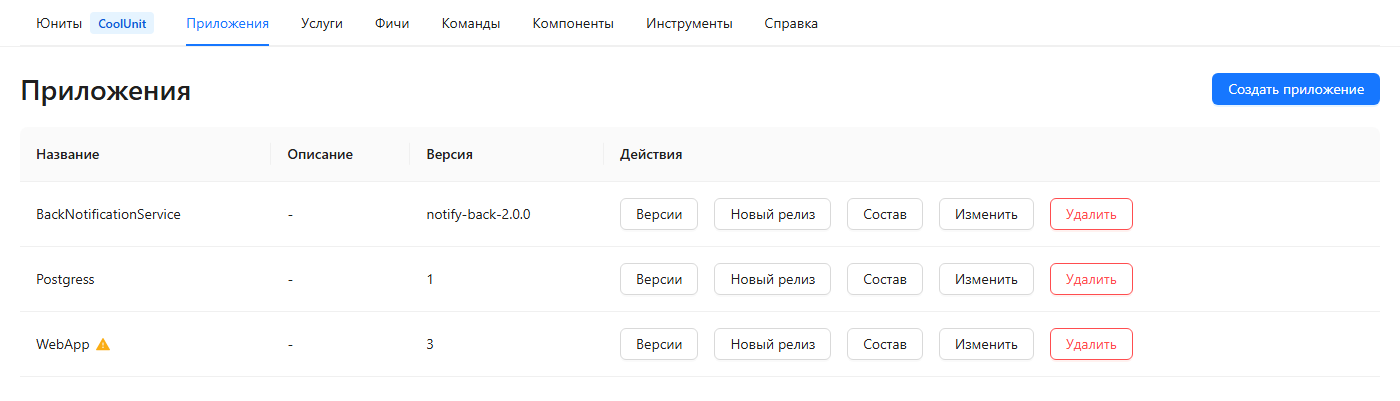 Юниты CoolUnit Приложения Услуги Фичи Команды Компоненты Инструменты Справка
Приложения Создать приложение
Название Описание Версия Действия
BackNotificationService - notify-back-2.0.0 Версии Новый релиз Состав Изменить Удалить
Postgress - 1 Версии Новый релиз Состав Изменить Удалить
WebApp - 3 Версии Новый релиз Состав Изменить Удалить